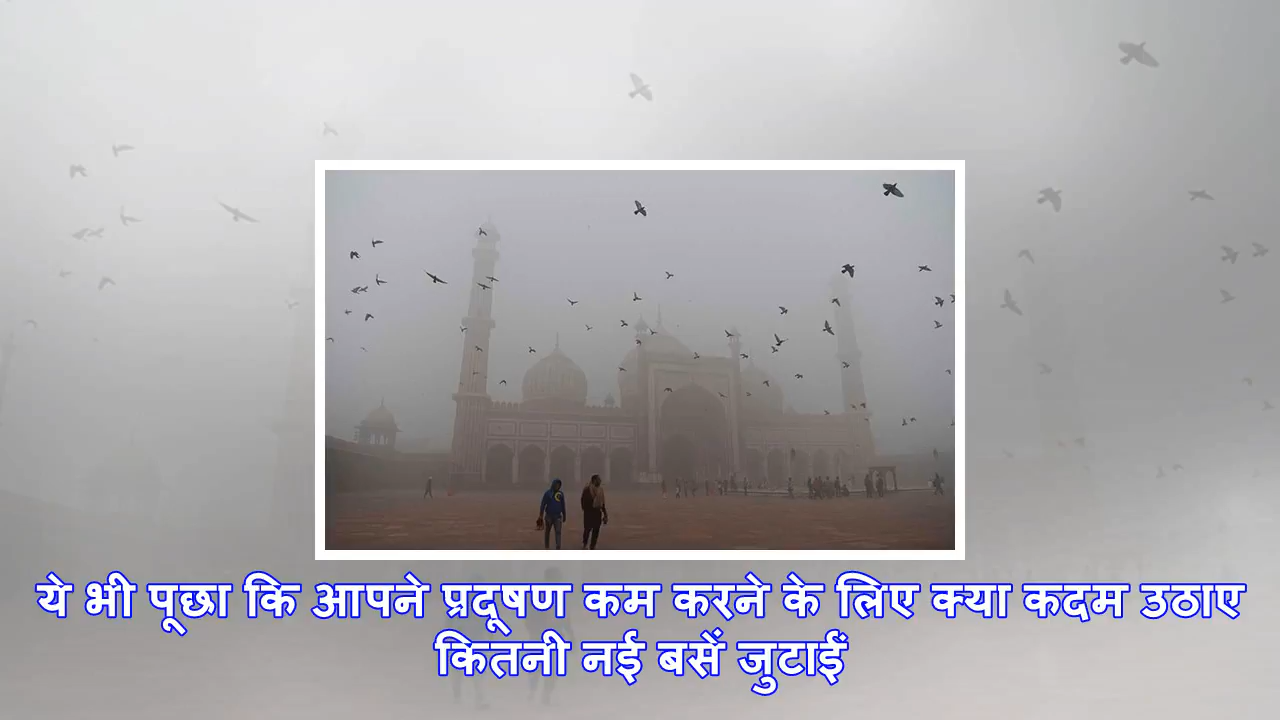 ये भी पूछा कि आपने प्रदूषण कम करने के लिए क्या कदम उठाए
कितनी नई बसें जुटाईं